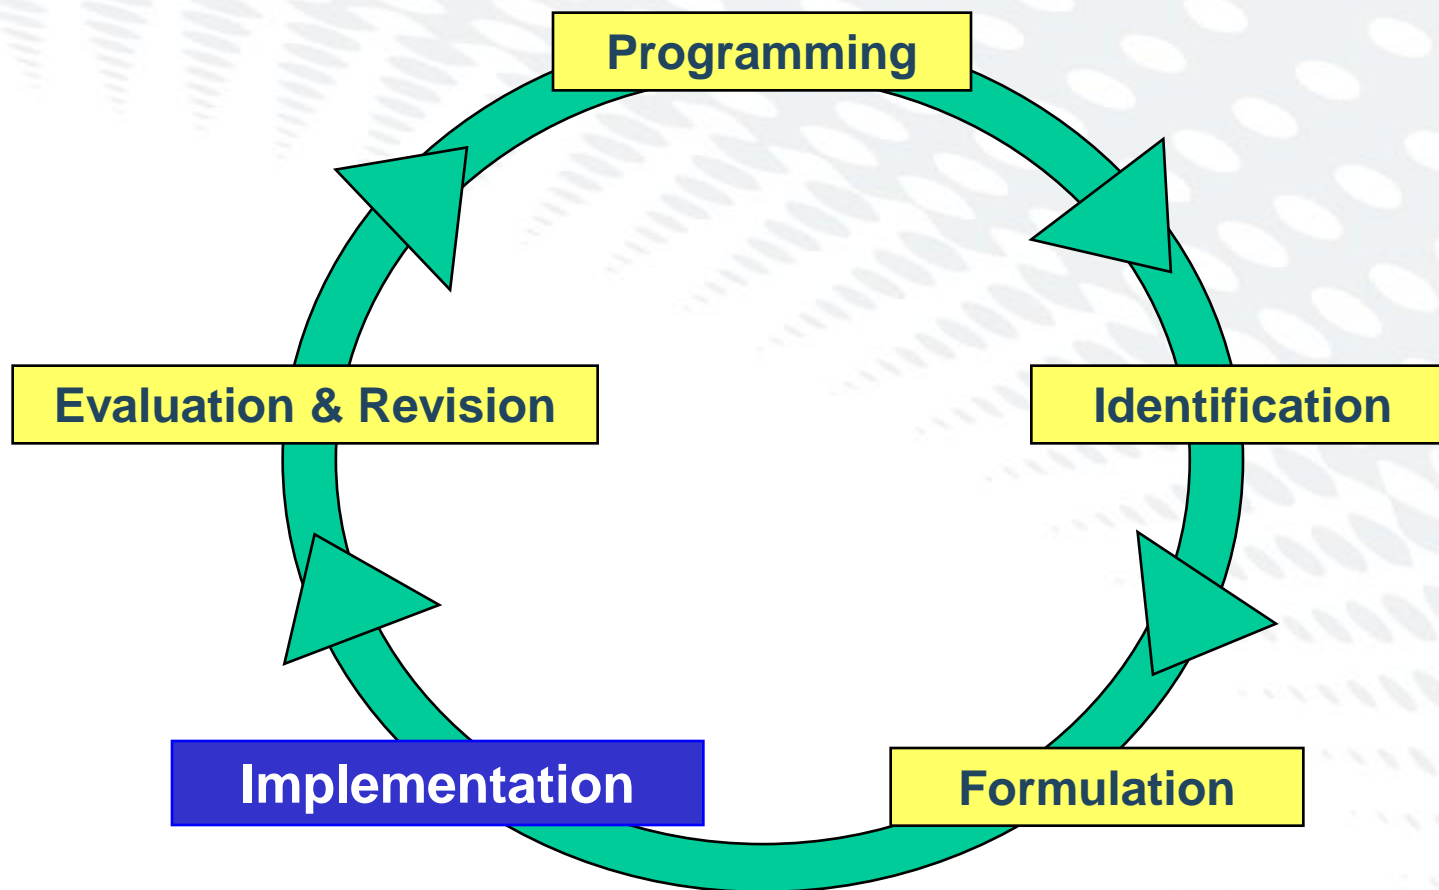 Programming
Evaluation & Revision
Identification
Implementation
Formulation